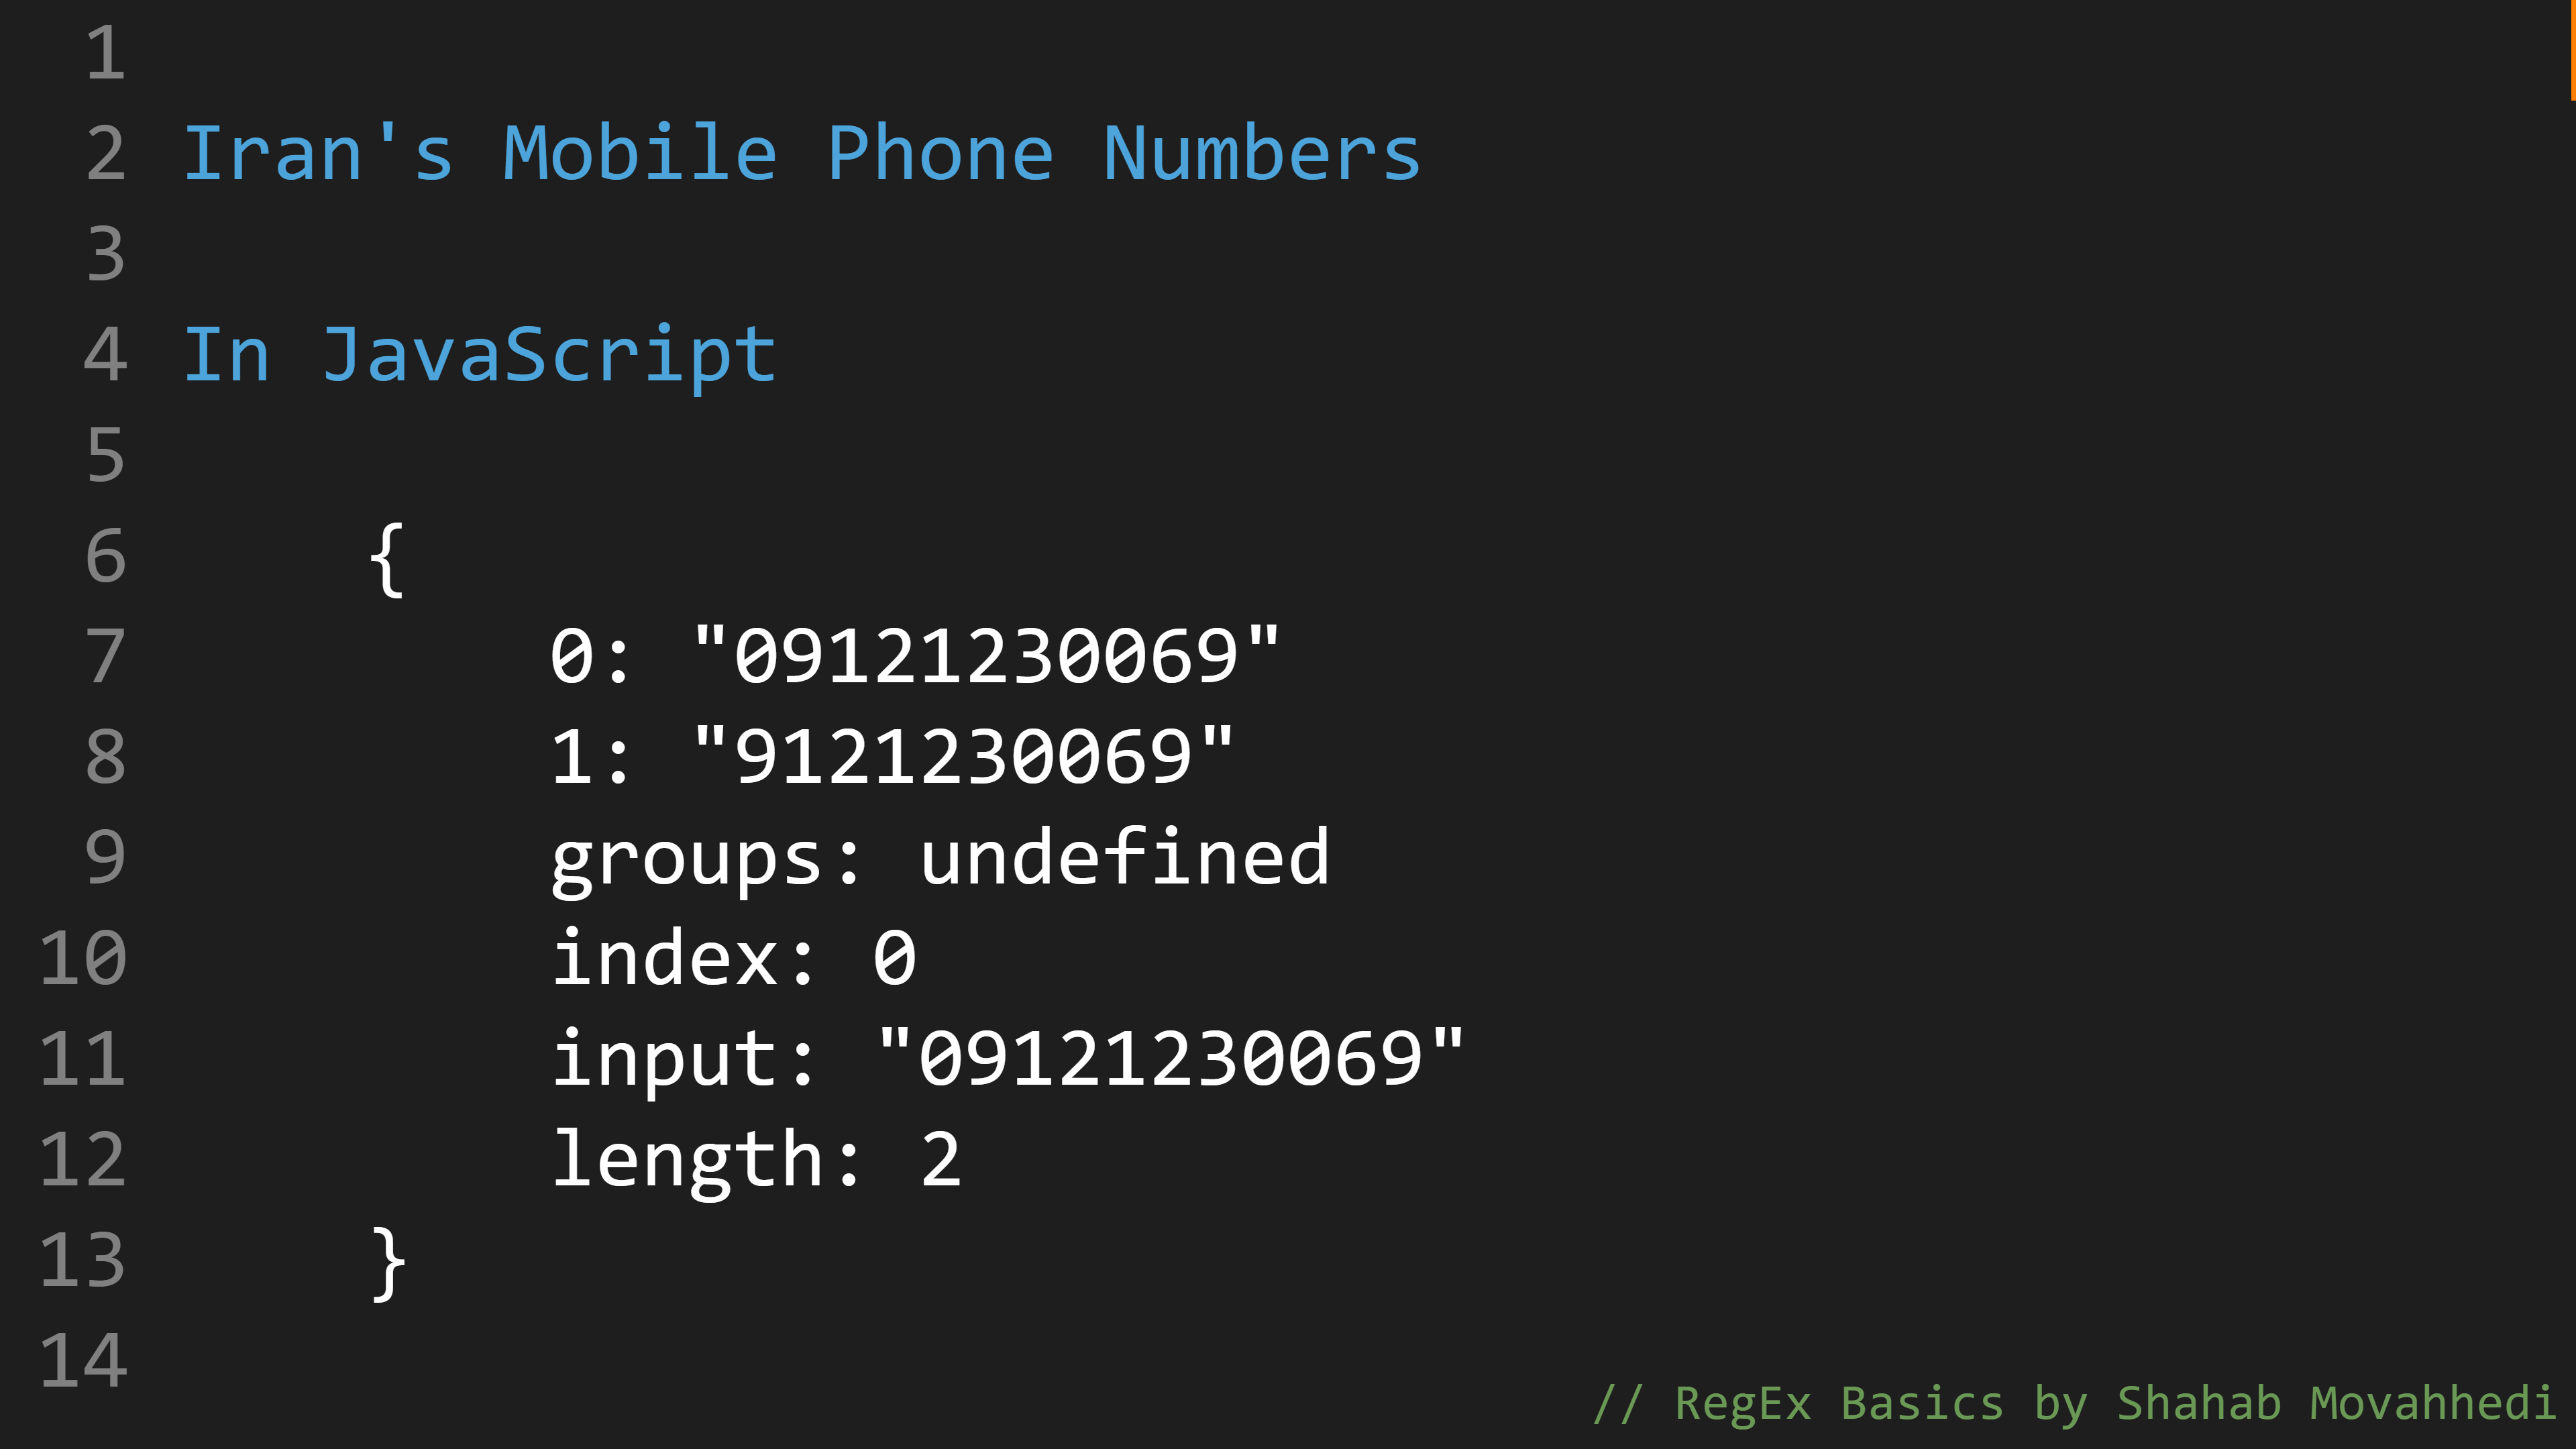 1
2 Iran's Mobile Phone Numbers
3
4 In JavaScript
5
6 {
7 0: "09121230069"
8 1: "9121230069"
9 groups: undefined
10 index: 0
11 input: "09121230069"
12 length: 2
13 }
14
// RegEx Basics by Shahab Movahhedi